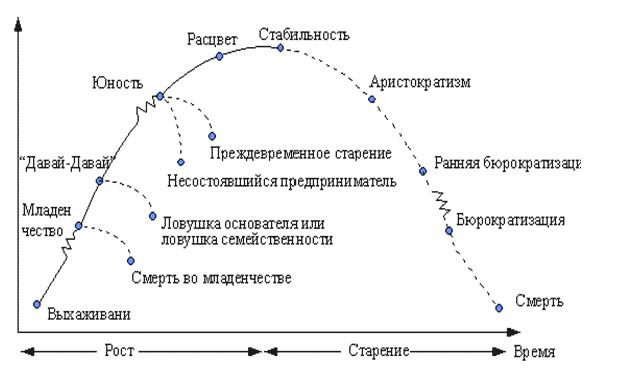 Расцвет
Стабильность
Юность
Аристократизм
Преждевременное старение
"Давай-Давай"
Несостоявшийся предприниматель
Ранняя бюрократизаци
Младен
чество
Ловушка основателя или
ловушка семейственности
Бюрократизация
Смерть во младенчестве
Выхаживани
Смерть
Рост
Старение
Время